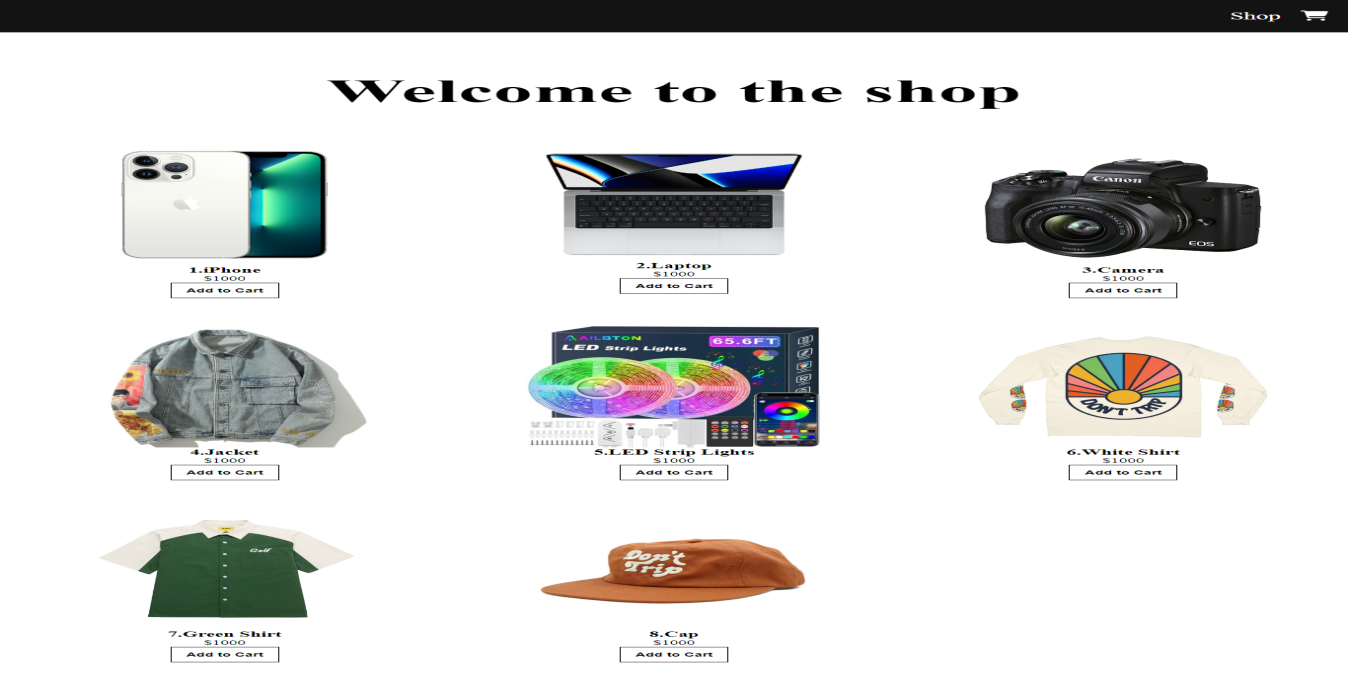 Shop
Welcome to the shop
1.iPhone
$1000
Add to Cart
2.Laptop
$1000
Add to Cart
Canon
EOS
3.Camera
$1000
Add to Cart
4.Jacket
$1000
Add to Cart
AILBTON
65.6FT
LED Strip Lights
5.LED Strip Lights
$1000
Add to Cart
DON'T TRIP
6.White Shirt
$1000
Add to Cart
Golf
7.Green Shirt
$1000
Add to Cart
Don't
Trip
8.Cap
$1000
Add to Cart